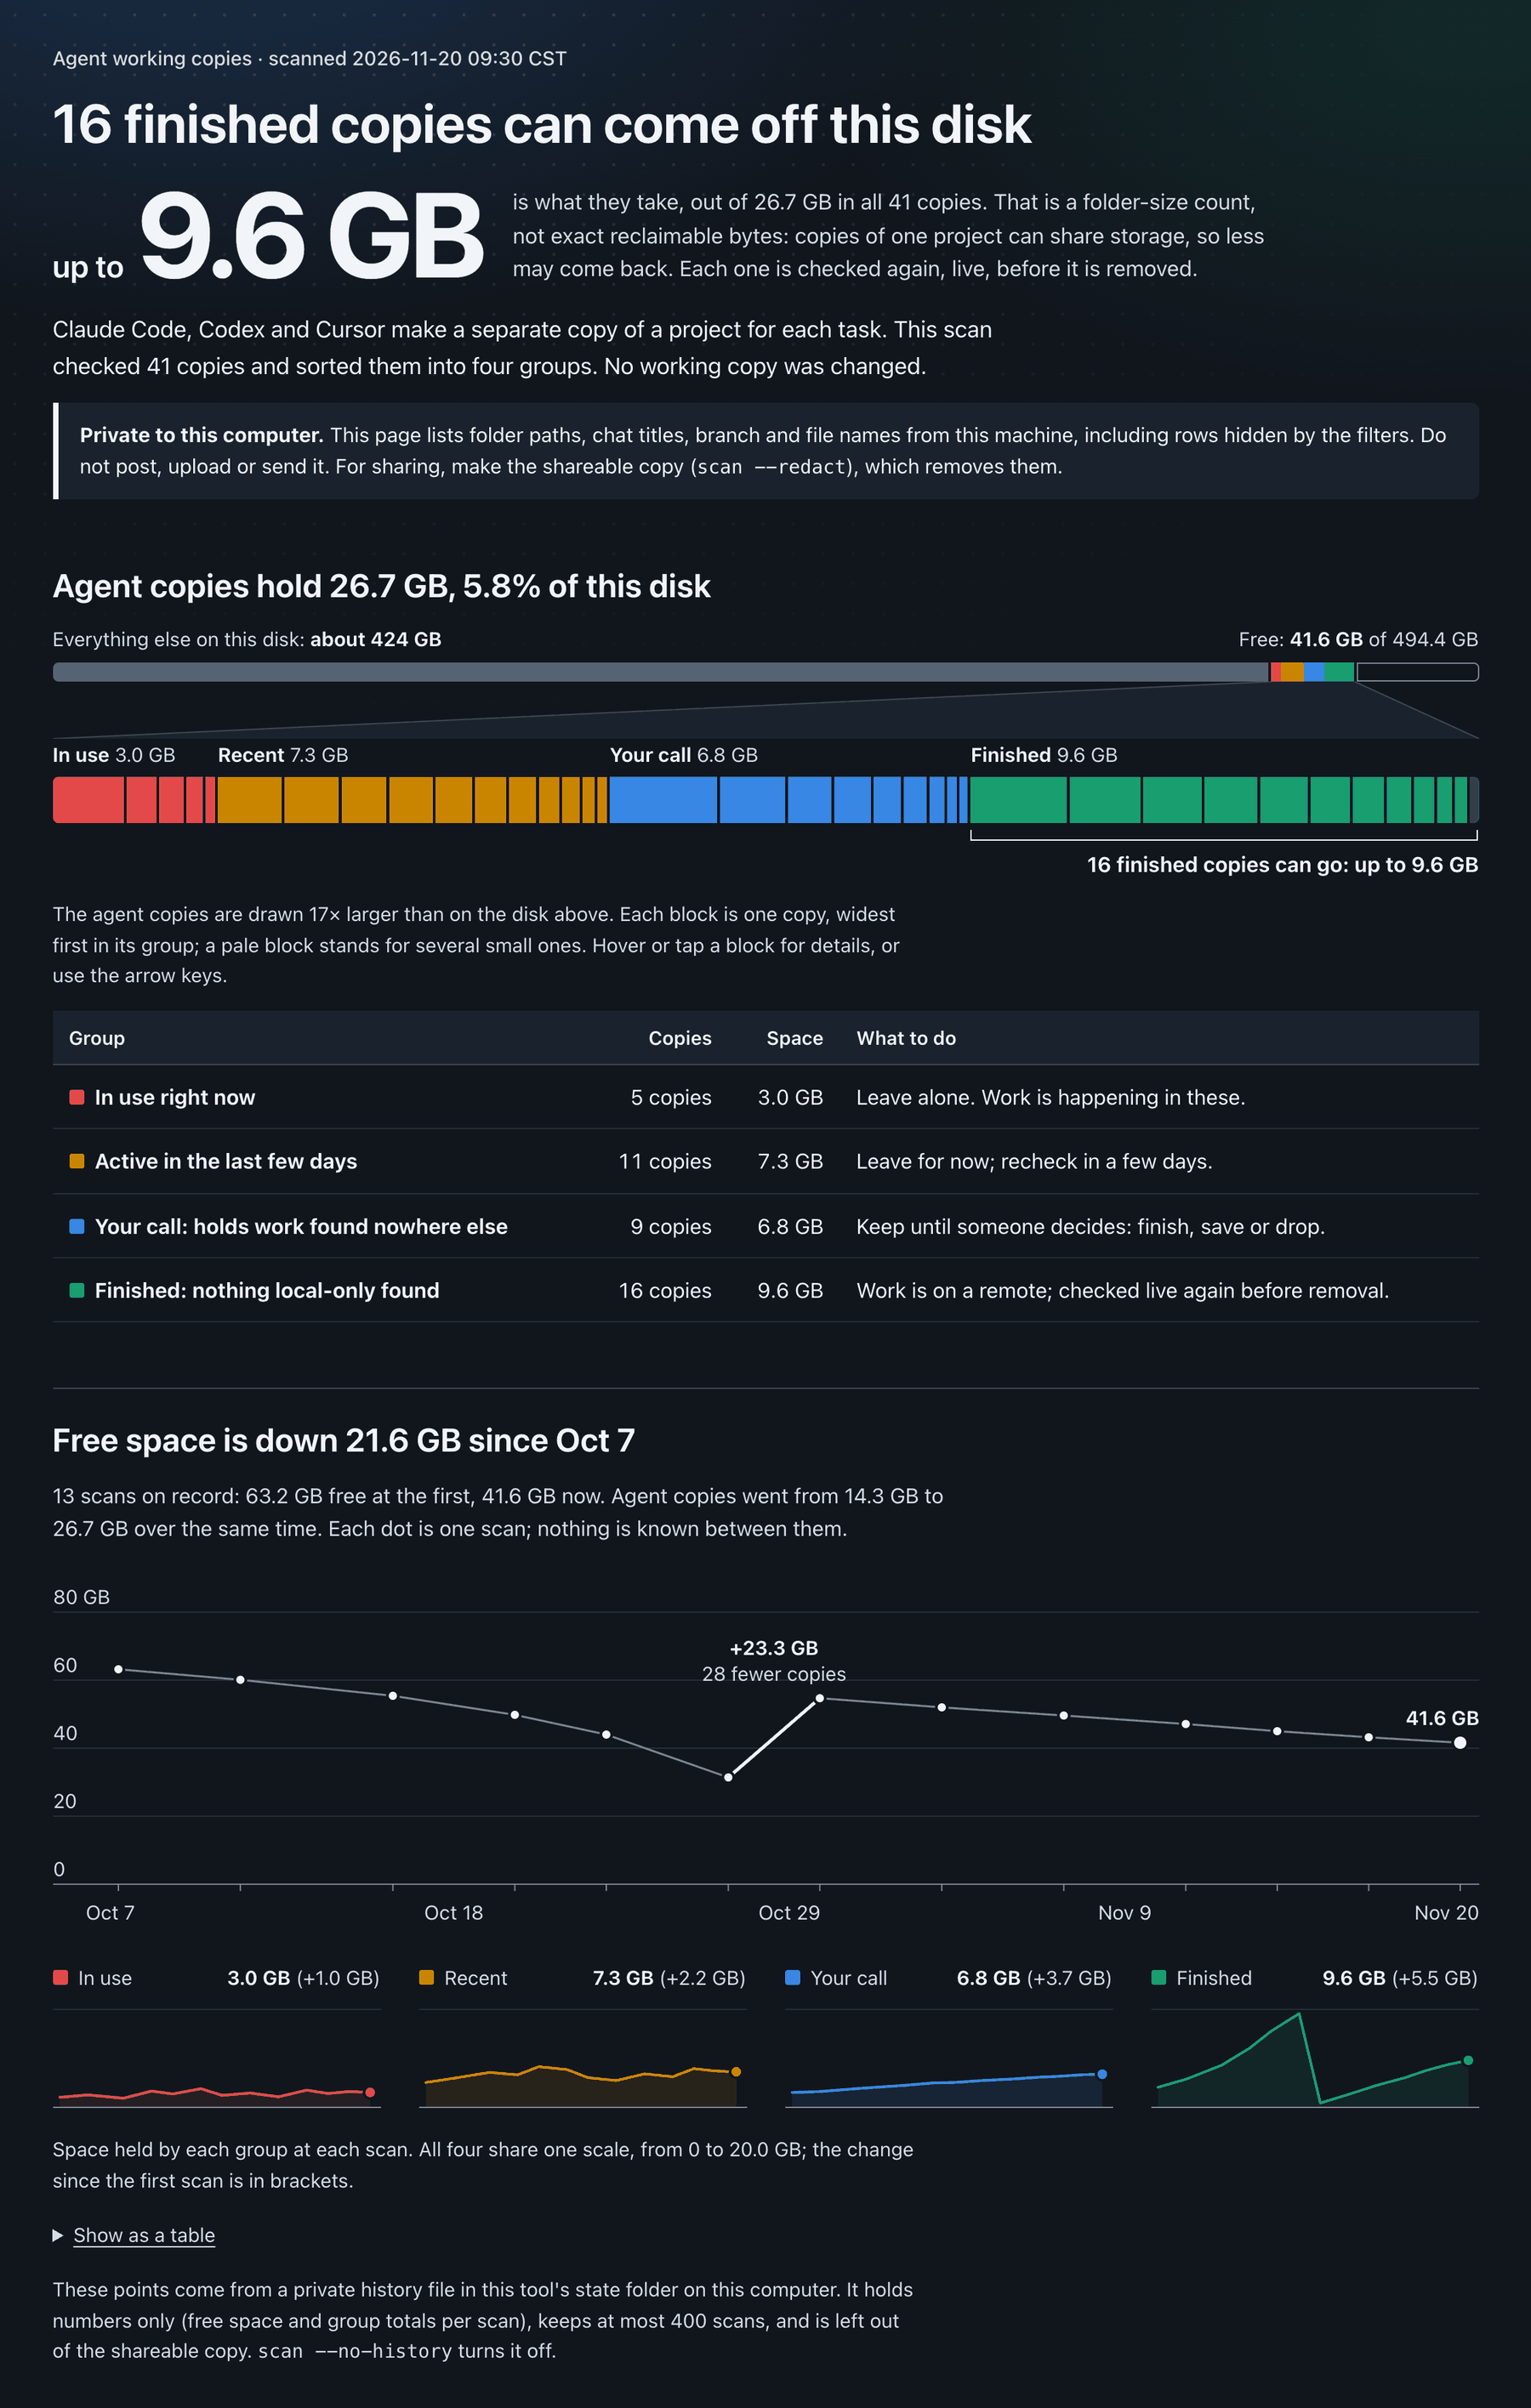 Agent working copies · scanned 2026-11-20 09:30 CST
16 finished copies can come off this disk
up to 9.6 GB
is what they take, out of 26.7 GB in all 41 copies. That is a folder-size count,
not exact reclaimable bytes: copies of one project can share storage, so less
may come back. Each one is checked again, live, before it is removed.
Claude Code, Codex and Cursor make a separate copy of a project for each task. This scan
checked 41 copies and sorted them into four groups. No working copy was changed.
Private to this computer. This page lists folder paths, chat titles, branch and file names from this machine, including rows hidden by the filters. Do
not post, upload or send it. For sharing, make the shareable copy (scan --redact), which removes them.
Agent copies hold 26.7 GB, 5.8% of this disk
Everything else on this disk: about 424 GB
Free: 41.6 GB of 494.4 GB
In use 3.0 GB
Recent 7.3 GB
Your call 6.8 GB
Finished 9.6 GB
16 finished copies can go: up to 9.6 GB
The agent copies are drawn 17× larger than on the disk above. Each block is one copy, widest
first in its group; a pale block stands for several small ones. Hover or tap a block for details, or
use the arrow keys.
Group Copies Space What to do
In use right now 5 copies 3.0 GB Leave alone. Work is happening in these.
Active in the last few days 11 copies 7.3 GB Leave for now; recheck in a few days.
Your call: holds work found nowhere else 9 copies 6.8 GB Keep until someone decides: finish, save or drop.
Finished: nothing local-only found 16 copies 9.6 GB Work is on a remote; checked live again before removal.
Free space is down 21.6 GB since Oct 7
13 scans on record: 63.2 GB free at the first, 41.6 GB now. Agent copies went from 14.3 GB to
26.7 GB over the same time. Each dot is one scan; nothing is known between them.
80 GB
+23.3 GB
60
28 fewer copies
41.6 GB
40
20
0
Oct 7 Oct 18 Oct 29 Nov 9 Nov 20
In use 3.0 GB (+1.0 GB)
Recent 7.3 GB (+2.2 GB)
Your call 6.8 GB (+3.7 GB)
Finished 9.6 GB (+5.5 GB)
Space held by each group at each scan. All four share one scale, from 0 to 20.0 GB; the change
since the first scan is in brackets.
Show as a table
These points come from a private history file in this tool's state folder on this computer. It holds
numbers only (free space and group totals per scan), keeps at most 400 scans, and is left out
of the shareable copy. scan --no-history turns it off.